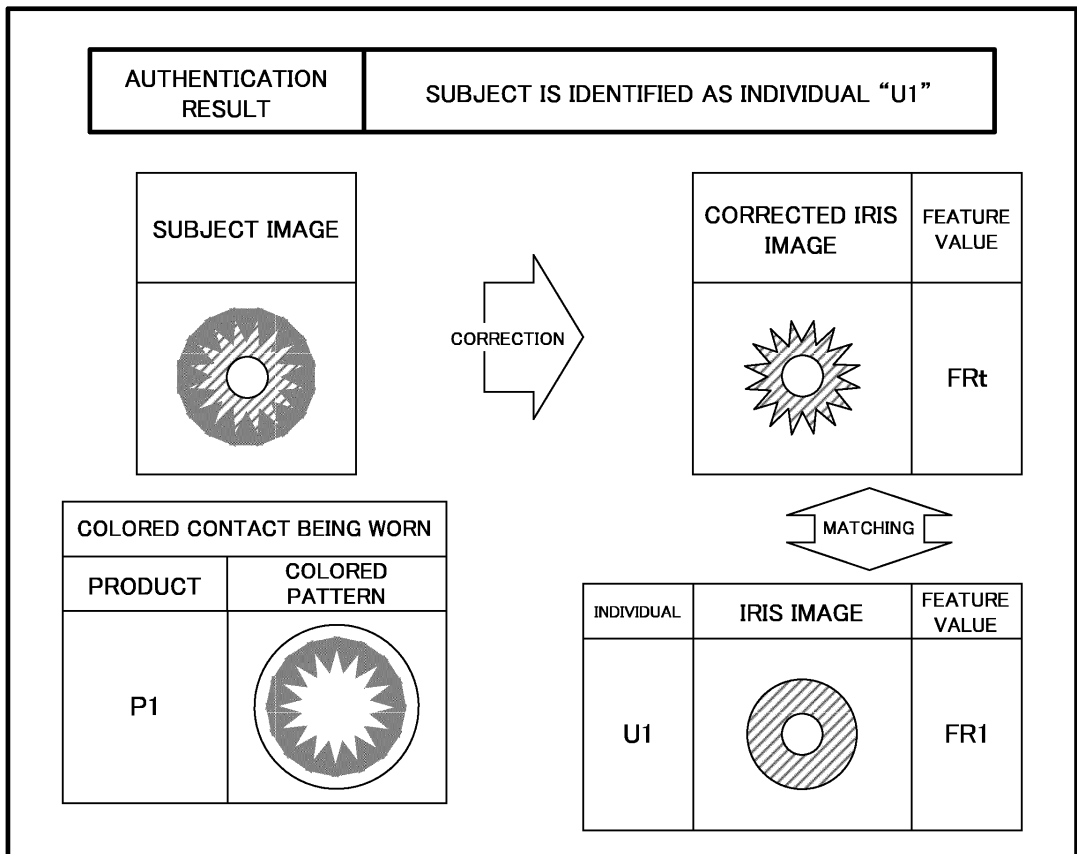 AUTHENTICATION
RESULT
SUBJECT IS IDENTIFIED AS INDIVIDUAL “U1”
SUBJECT IMAGE
CORRECTION
CORRECTED IRIS
IMAGE
FEATURE
VALUE
FRt
MATCHING
COLORED CONTACT BEING WORN
PRODUCT
COLORED
PATTERN
P1
INDIVIDUAL
IRIS IMAGE
FEATURE
VALUE
U1
FR1